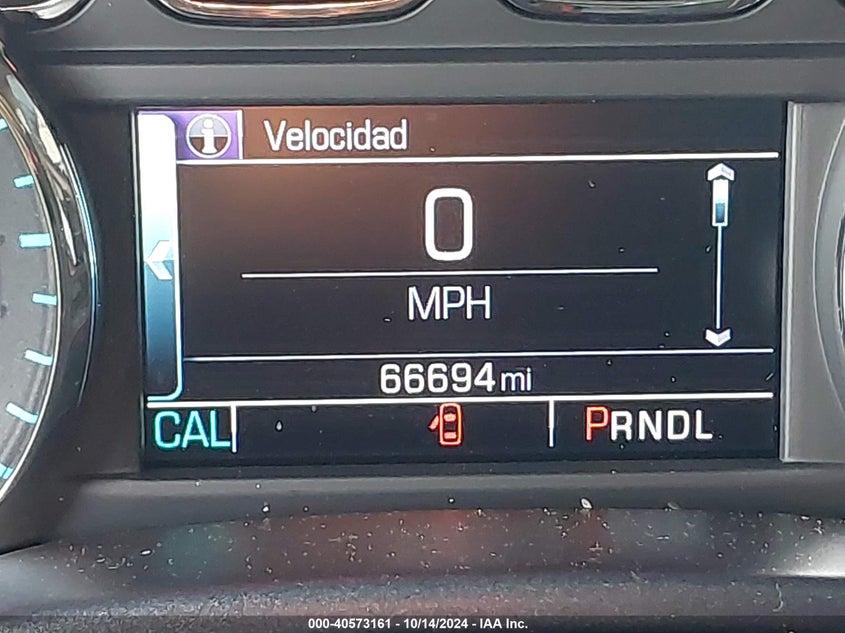 Velocidad
0
MPH
66694 mi
CAL
PRNDL
000-40573161 - 10/14/2024 - IAA Inc.